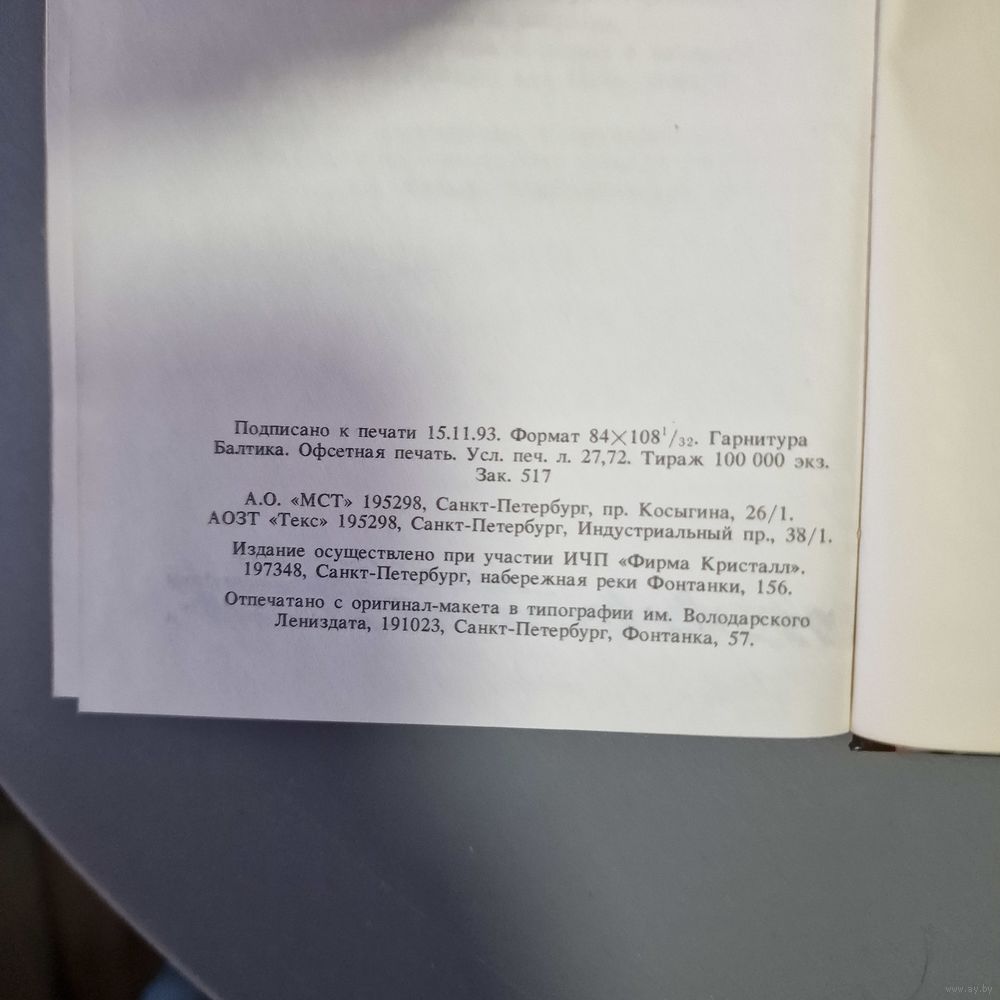 Подписано к печати 15.11.93. Формат 84×108¹/₃₂. Гарнитура
Балтика. Офсетная печать. Усл. печ. л. 27,72. Тираж 100 000 экз.
Зак. 517
А.О. «МСТ» 195298, Санкт-Петербург, пр. Косыгина, 26/1.
АОЗТ «Текс» 195298, Санкт-Петербург, Индустриальный пр., 38/1.
Издание осуществлено при участии ИЧП «Фирма Кристалл».
197348, Санкт-Петербург, набережная реки Фонтанки, 156.
Отпечатано с оригинал-макета в типографии им. Володарского
Лениздата, 191023, Санкт-Петербург, Фонтанка, 57.
www.ay.by